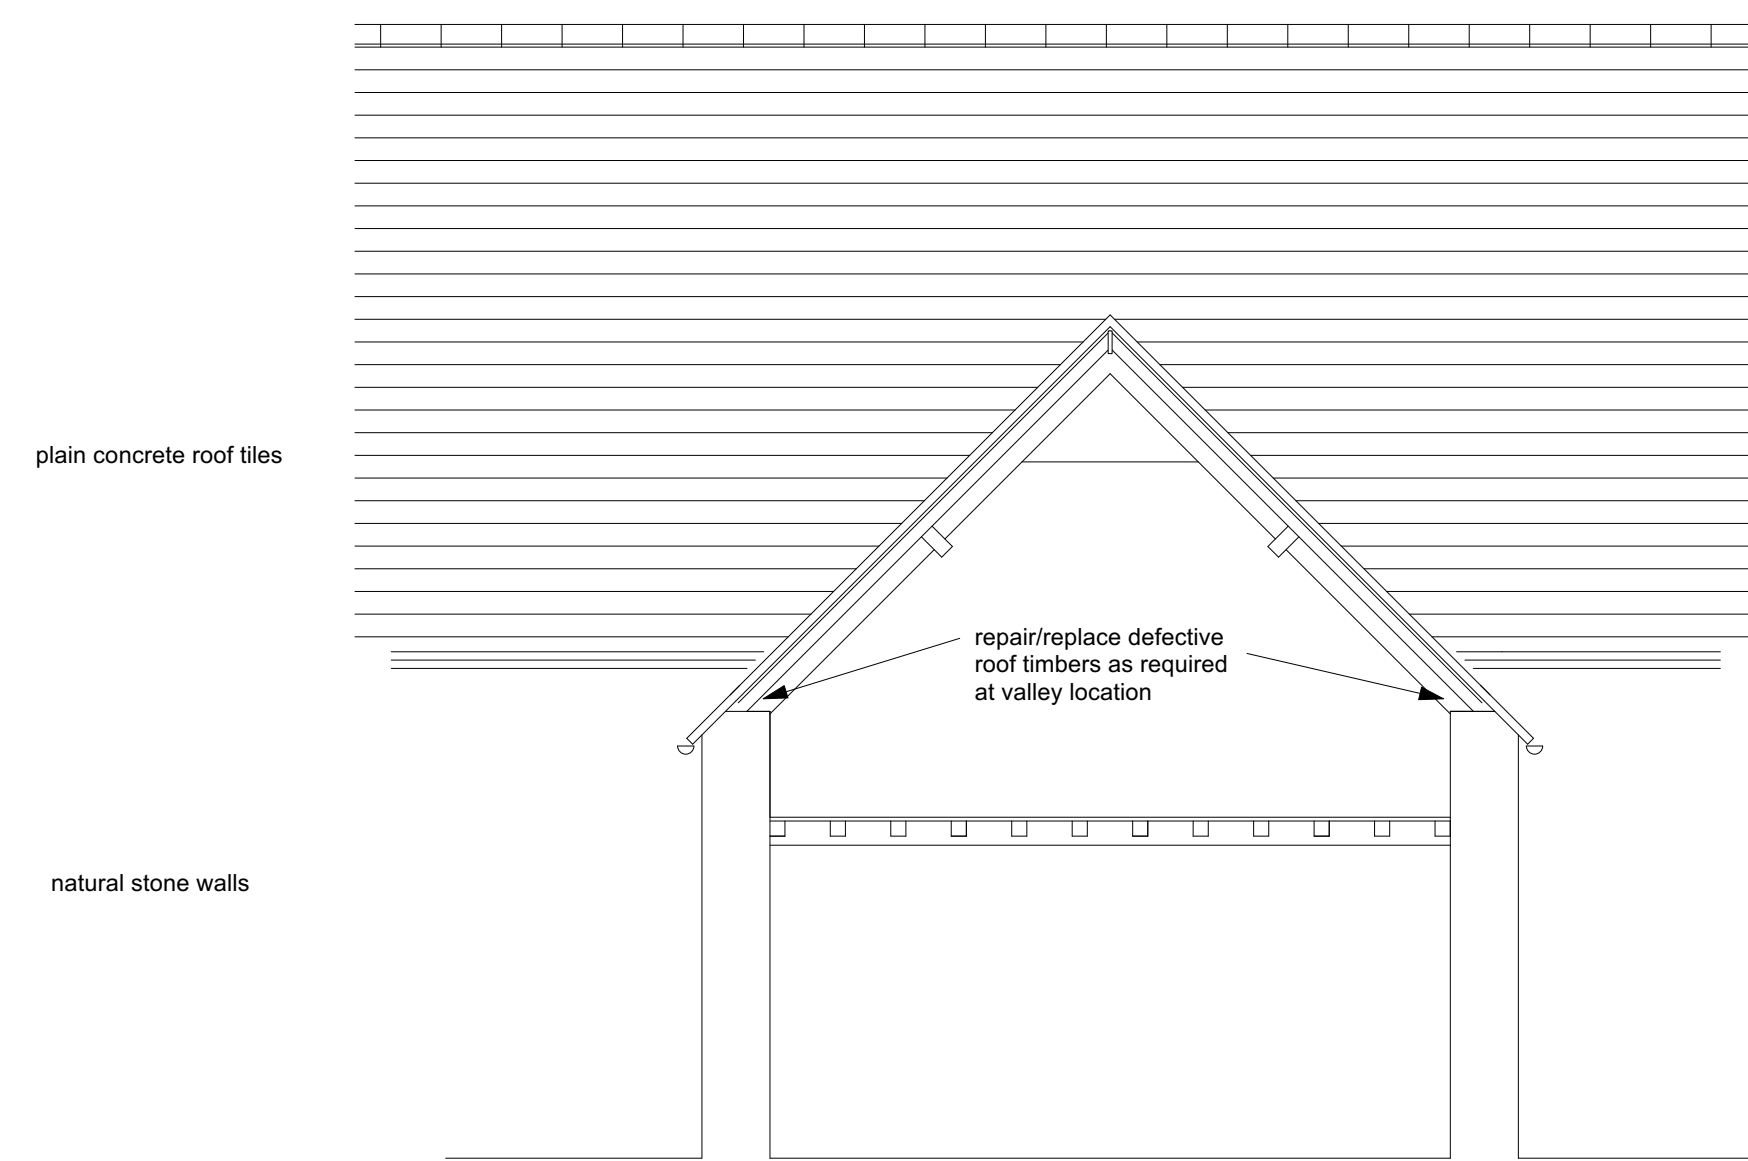 plain concrete roof tiles
repair/replace defective
roof timbers as required
at valley location
natural stone walls